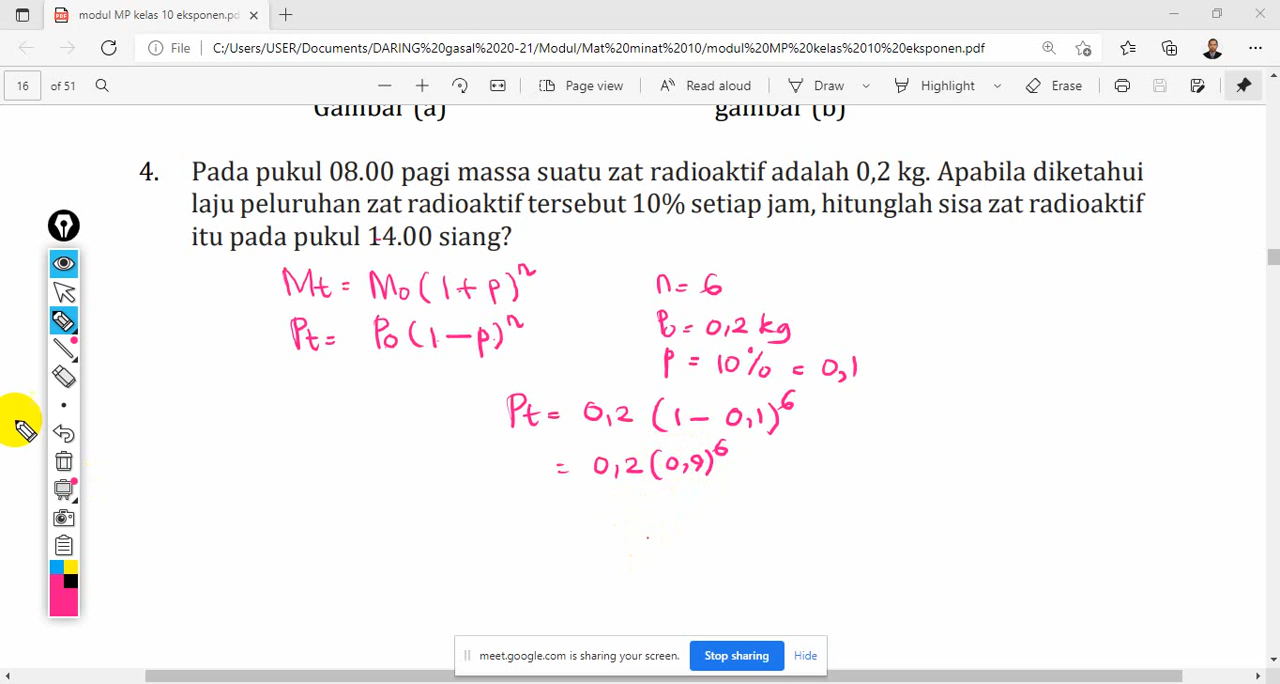 modul MP kelas 10 eksponen.pd
File C:/Users/USER/Documents/DARING%20gasal%202020-21/Modul/Mat%20minat%2010/modul%20MP%20kelas%2010%20eksponen.pdf
16 of 51 Page view Read aloud Draw Highlight Erase
Gambar (a) gambar (b)
4. Pada pukul 08.00 pagi massa suatu zat radioaktif adalah 0,2 kg. Apabila diketahui
laju peluruhan zat radioaktif tersebut 10% setiap jam, hitunglah sisa zat radioaktif
itu pada pukul 14.00 siang?
Mt = M0 (1 + p)^n n = 6
Pt = P0 (1 − p)^n P0 = 0,2 kg
P = 10% = 0,1
Pt = 0,2 (1 − 0,1)^6
= 0,2 (0,9)^6
meet.google.com is sharing your screen. Stop sharing Hide